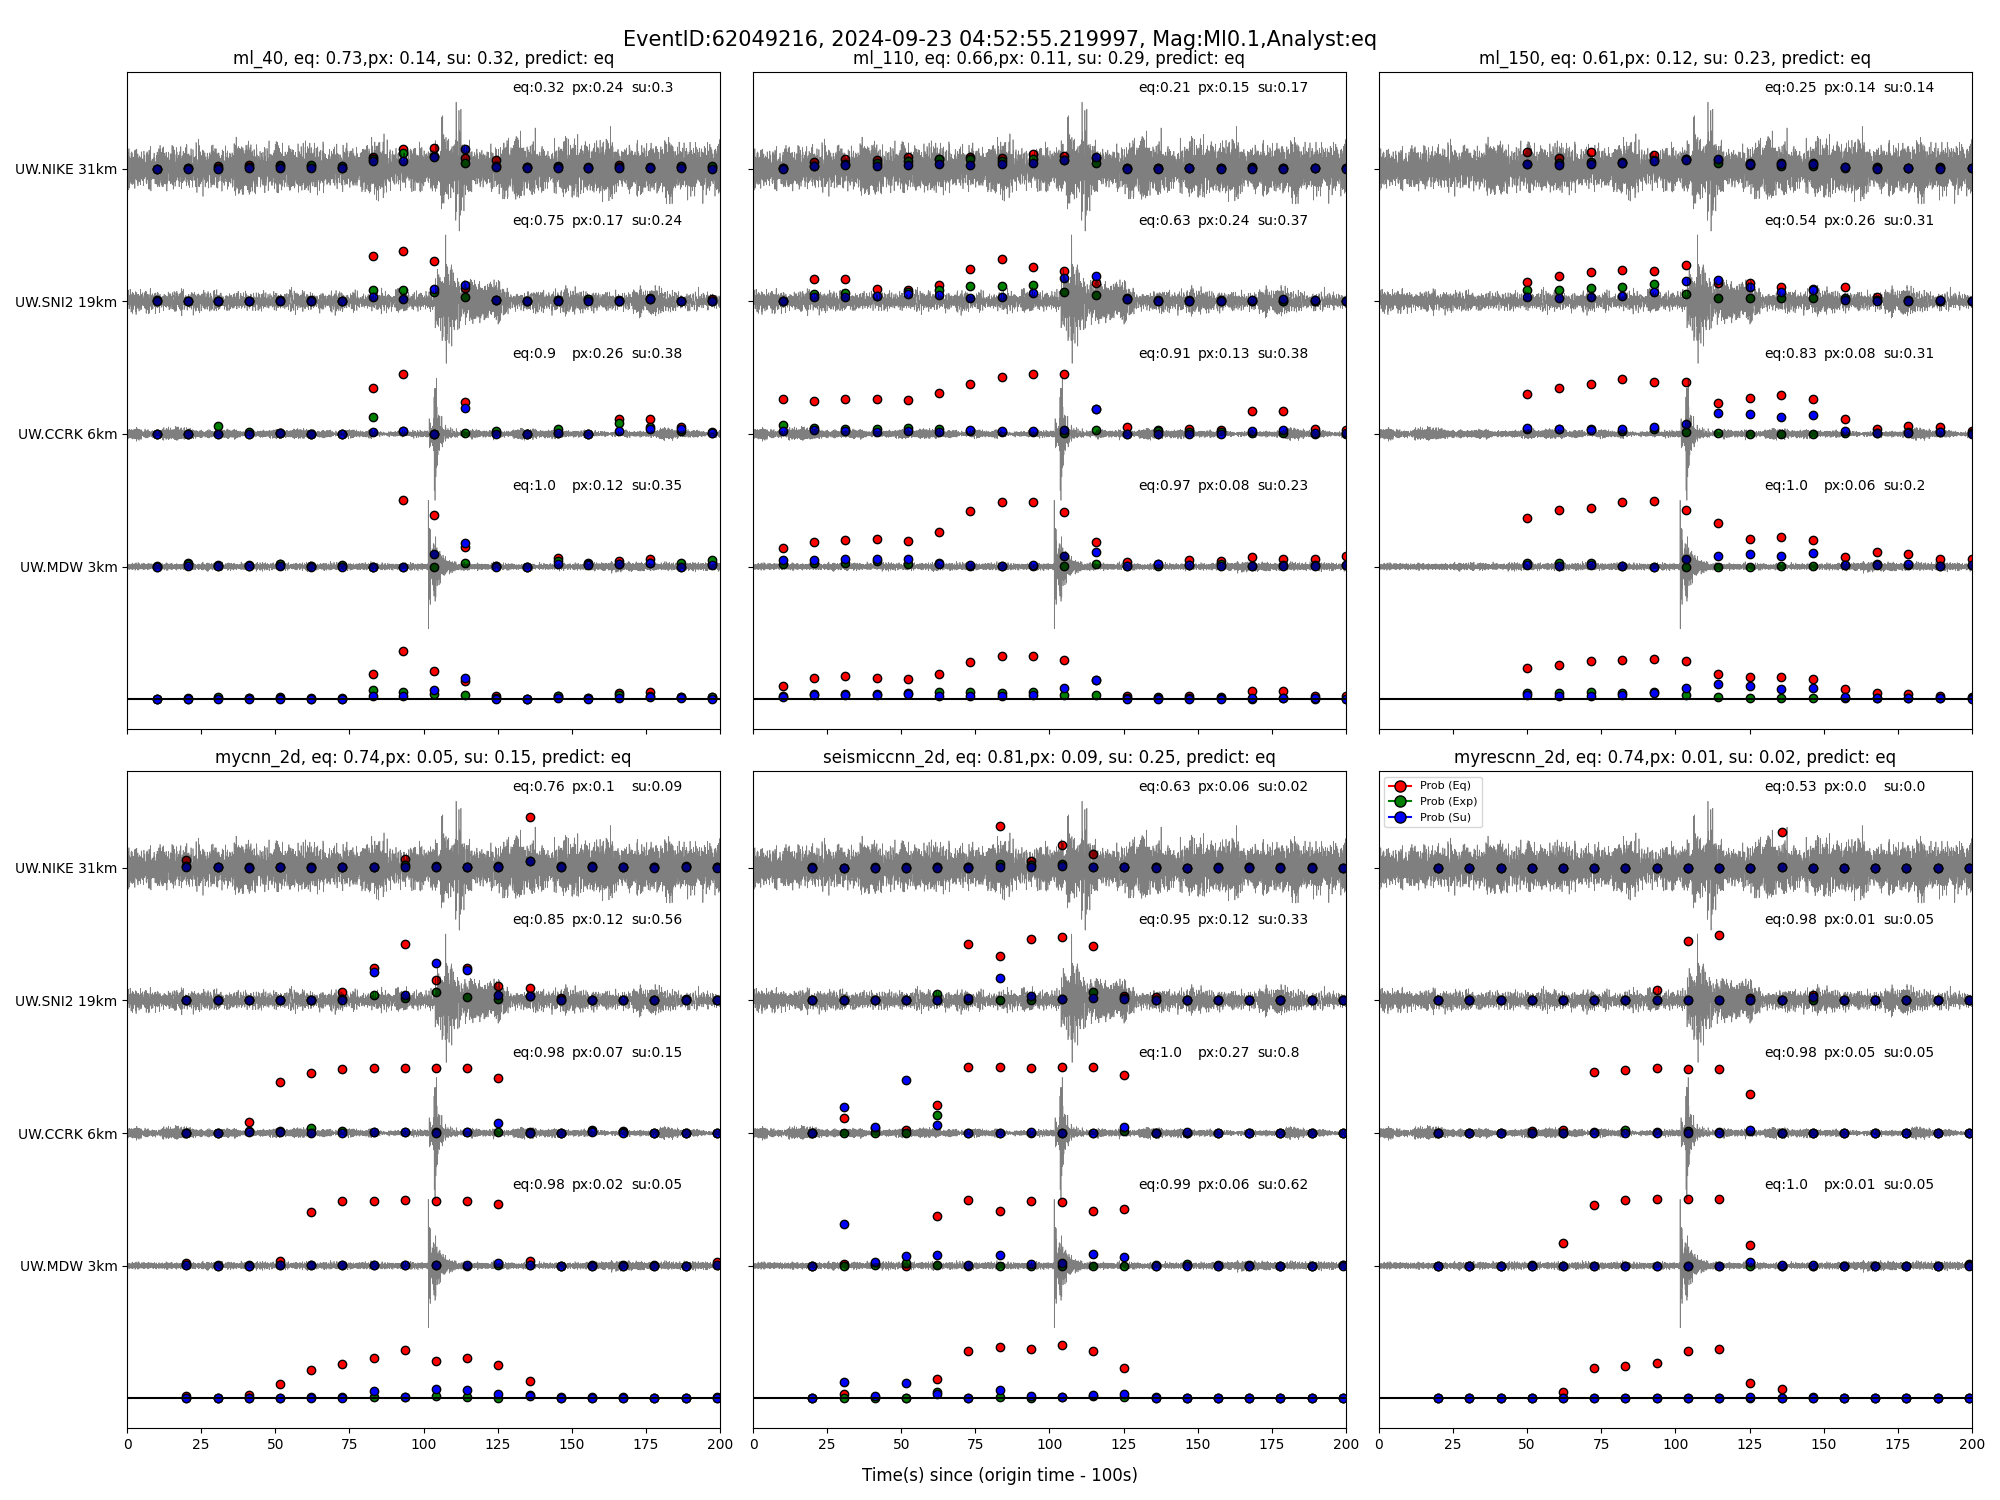 EventID:62049216, 2024-09-23 04:52:55.219997, Mag:Ml0.1,Analyst:eq
ml_40, eq: 0.73,px: 0.14, su: 0.32, predict: eq
eq:0.32 px:0.24 su:0.3
UW.NIKE 31km
eq:0.75 px:0.17 su:0.24
UW.SNI2 19km
eq:0.9 px:0.26 su:0.38
UW.CCRK 6km
eq:1.0 px:0.12 su:0.35
UW.MDW 3km
ml_110, eq: 0.66,px: 0.11, su: 0.29, predict: eq
eq:0.21 px:0.15 su:0.17
eq:0.63 px:0.24 su:0.37
eq:0.91 px:0.13 su:0.38
eq:0.97 px:0.08 su:0.23
ml_150, eq: 0.61,px: 0.12, su: 0.23, predict: eq
eq:0.25 px:0.14 su:0.14
eq:0.54 px:0.26 su:0.31
eq:0.83 px:0.08 su:0.31
eq:1.0 px:0.06 su:0.2
mycnn_2d, eq: 0.74,px: 0.05, su: 0.15, predict: eq
eq:0.76 px:0.1 su:0.09
UW.NIKE 31km
eq:0.85 px:0.12 su:0.56
UW.SNI2 19km
eq:0.98 px:0.07 su:0.15
UW.CCRK 6km
eq:0.98 px:0.02 su:0.05
UW.MDW 3km
0 25 50 75 100 125 150 175 200
seismiccnn_2d, eq: 0.81,px: 0.09, su: 0.25, predict: eq
eq:0.63 px:0.06 su:0.02
eq:0.95 px:0.12 su:0.33
eq:1.0 px:0.27 su:0.8
eq:0.99 px:0.06 su:0.62
0 25 50 75 100 125 150 175 200
myrescnn_2d, eq: 0.74,px: 0.01, su: 0.02, predict: eq
Prob (Eq)
Prob (Exp)
Prob (Su)
eq:0.53 px:0.0 su:0.0
eq:0.98 px:0.01 su:0.05
eq:0.98 px:0.05 su:0.05
eq:1.0 px:0.01 su:0.05
0 25 50 75 100 125 150 175 200
Time(s) since (origin time - 100s)